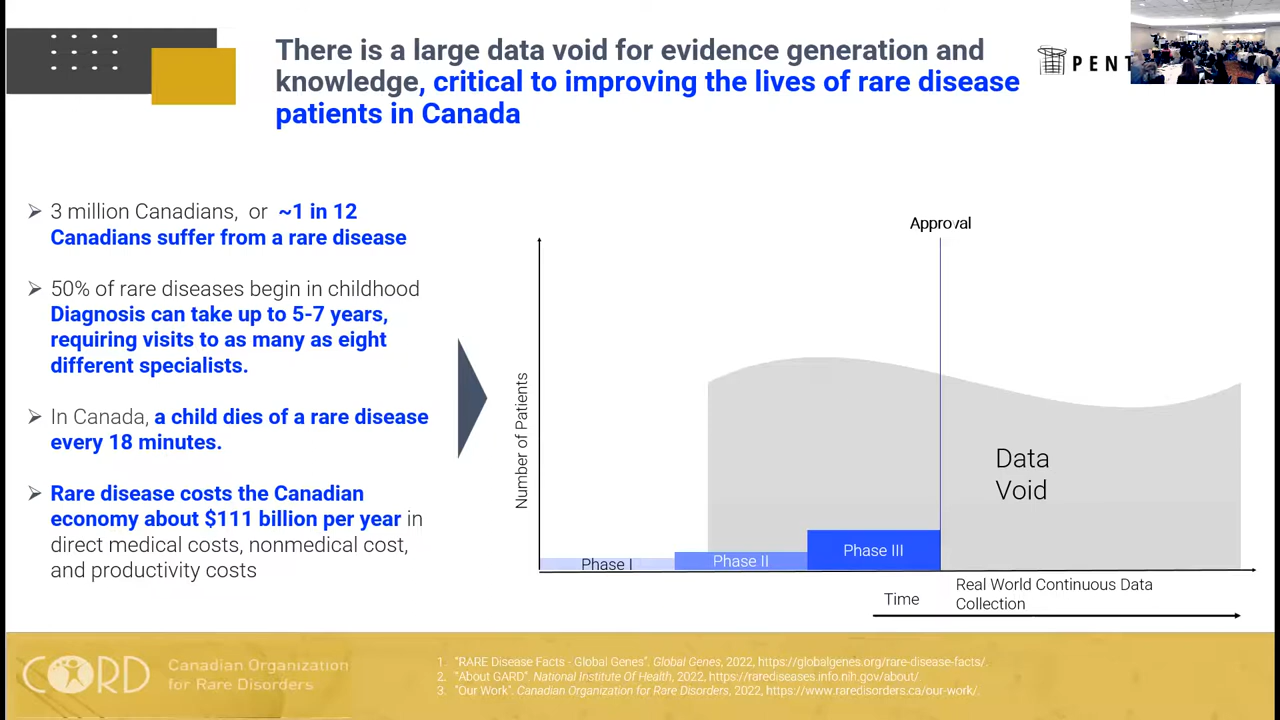 There is a large data void for evidence generation and
knowledge, critical to improving the lives of rare disease
patients in Canada
PENT
➢ 3 million Canadians, or ~1 in 12
Canadians suffer from a rare disease
➢ 50% of rare diseases begin in childhood
Diagnosis can take up to 5-7 years,
requiring visits to as many as eight
different specialists.
➢ In Canada, a child dies of a rare disease
every 18 minutes.
➢ Rare disease costs the Canadian
economy about $111 billion per year in
direct medical costs, nonmedical cost,
and productivity costs
Approval
Number of Patients
Data
Void
Phase I
Phase II
Phase III
Time
Real World Continuous Data
Collection
CORD
Canadian Organization
for Rare Disorders
1. "RARE Disease Facts - Global Genes". Global Genes, 2022, https://globalgenes.org/rare-disease-facts/.
2. "About GARD". National Institute Of Health, 2022, https://rarediseases.info.nih.gov/about/.
3. "Our Work". Canadian Organization for Rare Disorders, 2022, https://www.raredisorders.ca/our-work/.